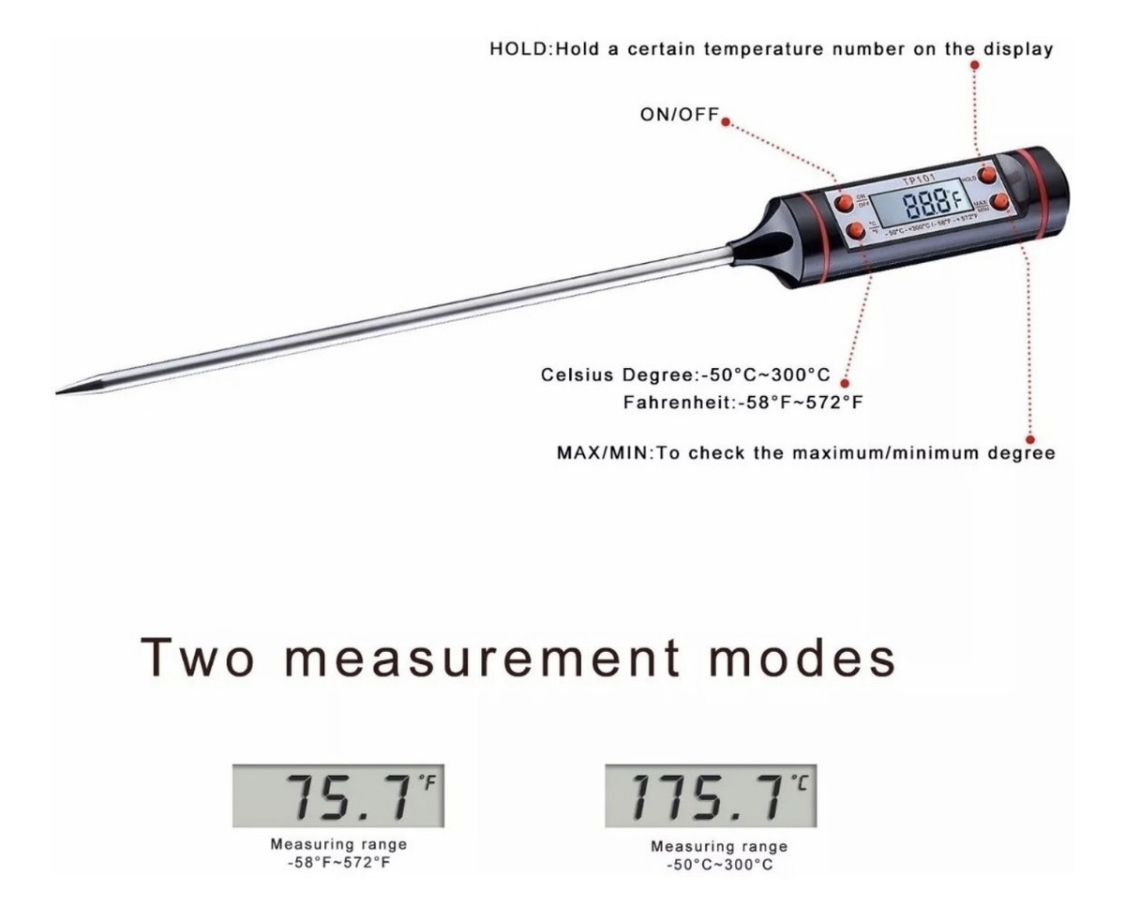 HOLD:Hold a certain temperature number on the display
ON/OFF
TP101
ON
OFF
HOLD
88.8°F
MAX
MIN
°C
°F
-50°C-+300°C(-58°F-+572°F
Celsius Degree:-50°C~300°C
Fahrenheit:-58°F~572°F
MAX/MIN:To check the maximum/minimum degree
Two measurement modes
75.7°F
175.7°C
Measuring range
-58°F~572°F
Measuring range
-50°C~300°C